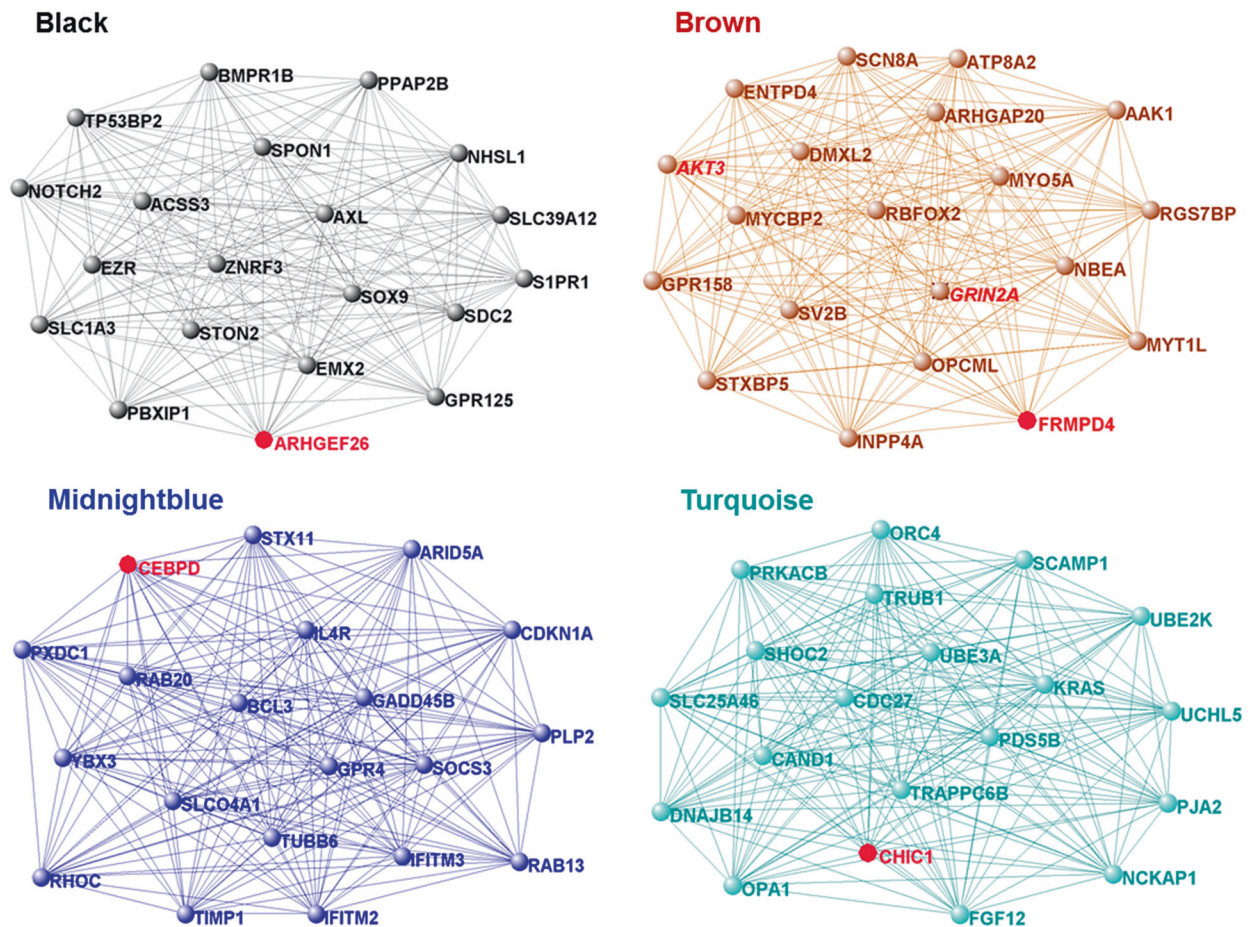 Black
BMPR1B
PPAP2B
TP53BP2
SPON1
NHSL1
NOTCH2
ACSS3
AXL
SLC39A12
EZR
ZNRF3
S1PR1
SOX9
SDC2
SLC1A3
STON2
EMX2
GPR125
PBXIP1
ARHGEF26
Brown
SCN8A
ATP8A2
ENTPD4
ARHGAP20
AAK1
DMXL2
AKT3
MYO5A
MYCBP2
RBFOX2
RGS7BP
NBEA
GPR158
GRIN2A
SV2B
MYT1L
OPCML
STXBP5
FRMPD4
INPP4A
Midnightblue
STX11
ARID5A
CEBPD
IL4R
CDKN1A
PXDC1
RAB20
BCL3
GADD45B
PLP2
YBX3
GPR4
SOCS3
SLCO4A1
TUBB6
IFITM3
RAB13
RHOC
TIMP1
IFITM2
Turquoise
ORC4
SCAMP1
PRKACB
TRUB1
UBE2K
SHOC2
UBE3A
SLC25A46
CDC27
KRAS
UCHL5
PDS5B
CAND1
TRAPPC6B
DNAJB14
PJA2
CHIC1
NCKAP1
OPA1
FGF12